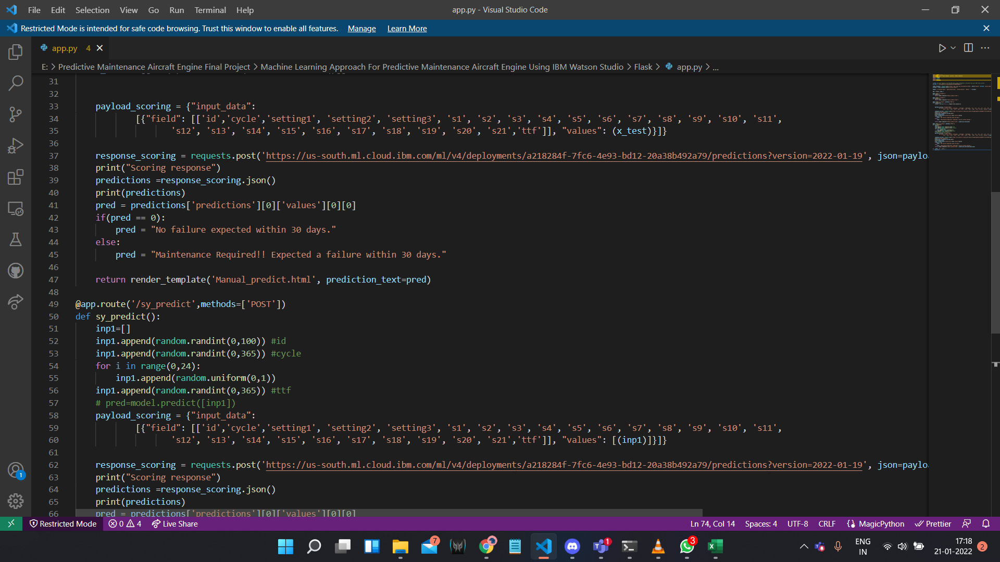 File Edit Selection View Go Run Terminal Help
app.py - Visual Studio Code
Restricted Mode is intended for safe code browsing. Trust this window to enable all features. Manage Learn More
app.py 4
E: > Predictive Maintenance Aircraft Engine Final Project > Machine Learning Approach For Predictive Maintenance Aircraft Engine Using IBM Watson Studio > Flask > app.py > ...
31
32
33 payload_scoring = {"input_data":
34 [{"field": [['id','cycle','setting1', 'setting2', 'setting3', 's1', 's2', 's3', 's4', 's5', 's6', 's7', 's8', 's9', 's10', 's11',
35 's12', 's13', 's14', 's15', 's16', 's17', 's18', 's19', 's20', 's21','ttf']], "values": (x_test)}]}
36
37 response_scoring = requests.post('https://us-south.ml.cloud.ibm.com/ml/v4/deployments/a218284f-7fc6-4e93-bd12-20a38b492a79/predictions?version=2022-01-19', json=paylo
38 print("Scoring response")
39 predictions =response_scoring.json()
40 print(predictions)
41 pred = predictions['predictions'][0]['values'][0][0]
42 if(pred == 0):
43 pred = "No failure expected within 30 days."
44 else:
45 pred = "Maintenance Required!! Expected a failure within 30 days."
46
47 return render_template('Manual_predict.html', prediction_text=pred)
48
49 @app.route('/sy_predict',methods=['POST'])
50 def sy_predict():
51 inp1=[]
52 inp1.append(random.randint(0,100)) #id
53 inp1.append(random.randint(0,365)) #cycle
54 for i in range(0,24):
55 inp1.append(random.uniform(0,1))
56 inp1.append(random.randint(0,365)) #ttf
57 # pred=model.predict([inp1])
58 payload_scoring = {"input_data":
59 [{"field": [['id','cycle','setting1', 'setting2', 'setting3', 's1', 's2', 's3', 's4', 's5', 's6', 's7', 's8', 's9', 's10', 's11',
60 's12', 's13', 's14', 's15', 's16', 's17', 's18', 's19', 's20', 's21','ttf']], "values": [(inp1)]}]}
61
62 response_scoring = requests.post('https://us-south.ml.cloud.ibm.com/ml/v4/deployments/a218284f-7fc6-4e93-bd12-20a38b492a79/predictions?version=2022-01-19', json=paylo
63 print("Scoring response")
64 predictions =response_scoring.json()
65 print(predictions)
66 pred = predictions['predictions'][0]['values'][0][0]
1
Restricted Mode 0 4 Live Share Ln 74, Col 14 Spaces: 4 UTF-8 CRLF MagicPython Prettier
7 1 3
ENG
IN
17:18
21-01-2022
2